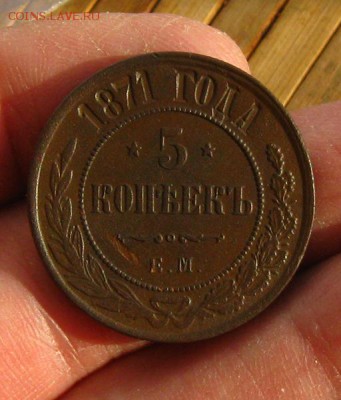 COINS.LAVE.RU
1871 ГОДА
5
КОПѢЕКЪ
Е.М.